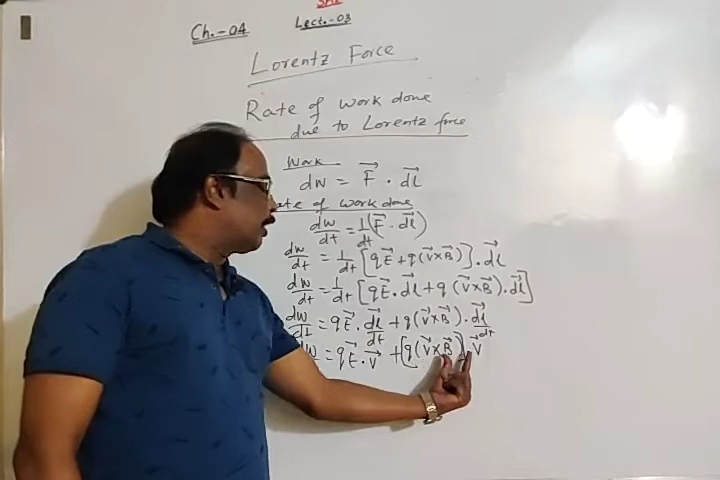 Ch.-04 Lect.-03
Lorentz Force
Rate of work done
due to Lorentz force
Work
dw = F⃗ . dl⃗
ate of work done
dw/dt = 1/dt (F⃗ . dl⃗)
dw/dt = 1/dt [qE⃗ + q(v⃗×B⃗)] . dl⃗
dw/dt = 1/dt [qE⃗ . dl⃗ + q (v⃗×B⃗) . dl⃗]
dw/dt = qE⃗ . dl⃗/dt + q(v⃗×B⃗) . dl⃗/dt
dw = qE⃗ . v⃗ + [q(v⃗×B⃗)] . v⃗